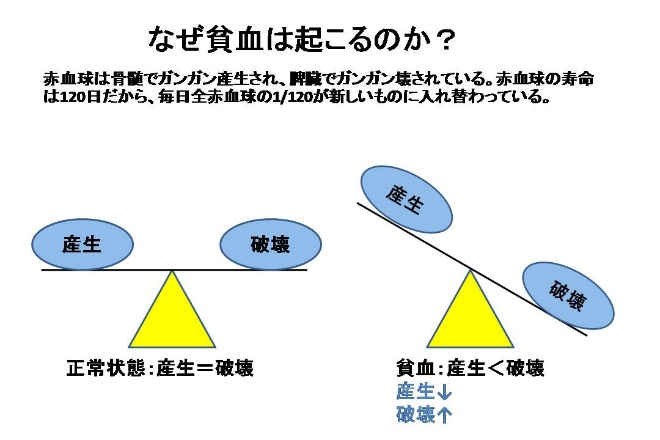 なぜ貧血は起こるのか？
赤血球は骨髄でガンガン産生され、脾臓でガンガン壊されている。赤血球の寿命
は120日だから、毎日全赤血球の1/120が新しいものに入れ替わっている。
産生
破壊
産生
破壊
正常状態：産生＝破壊
貧血：産生＜破壊
産生↓
破壊↑